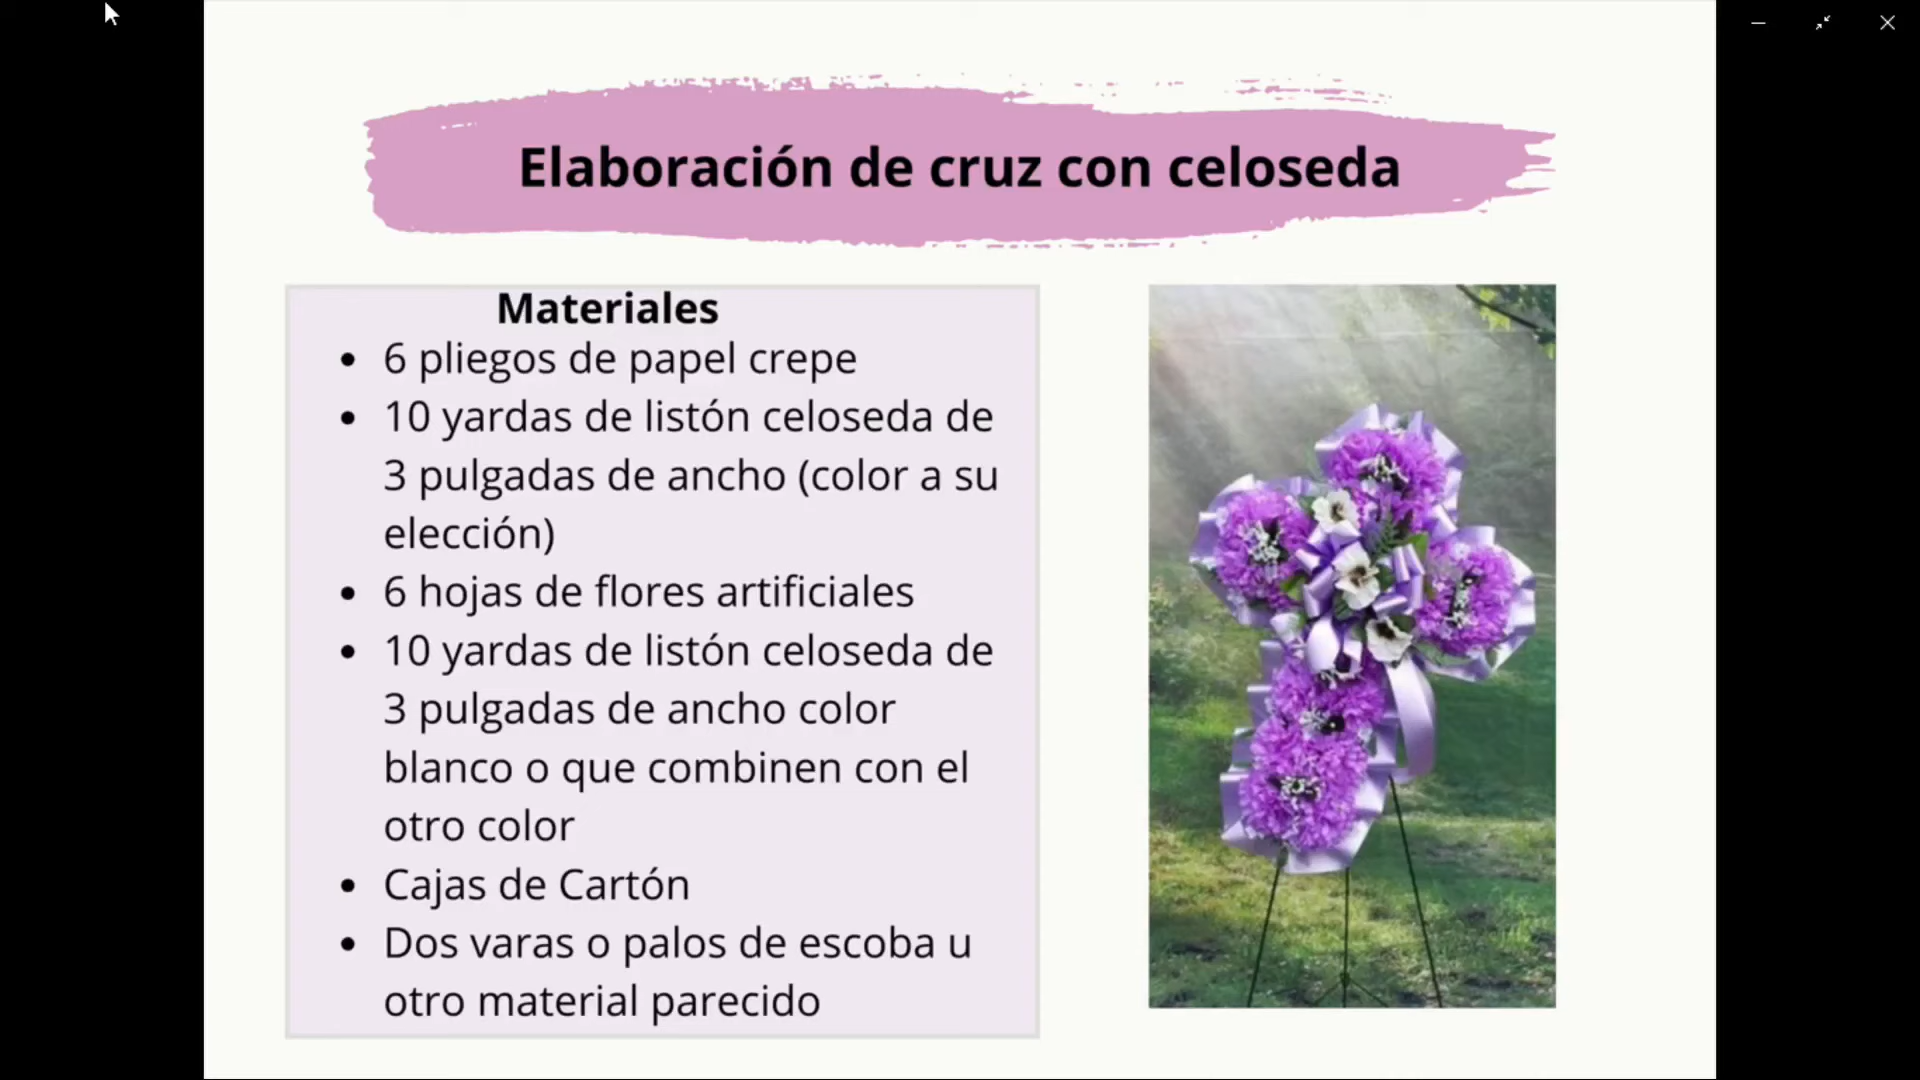 Elaboración de cruz con celoseda
Materiales
• 6 pliegos de papel crepe
• 10 yardas de listón celoseda de
3 pulgadas de ancho (color a su
elección)
• 6 hojas de flores artificiales
• 10 yardas de listón celoseda de
3 pulgadas de ancho color
blanco o que combinen con el
otro color
• Cajas de Cartón
• Dos varas o palos de escoba u
otro material parecido